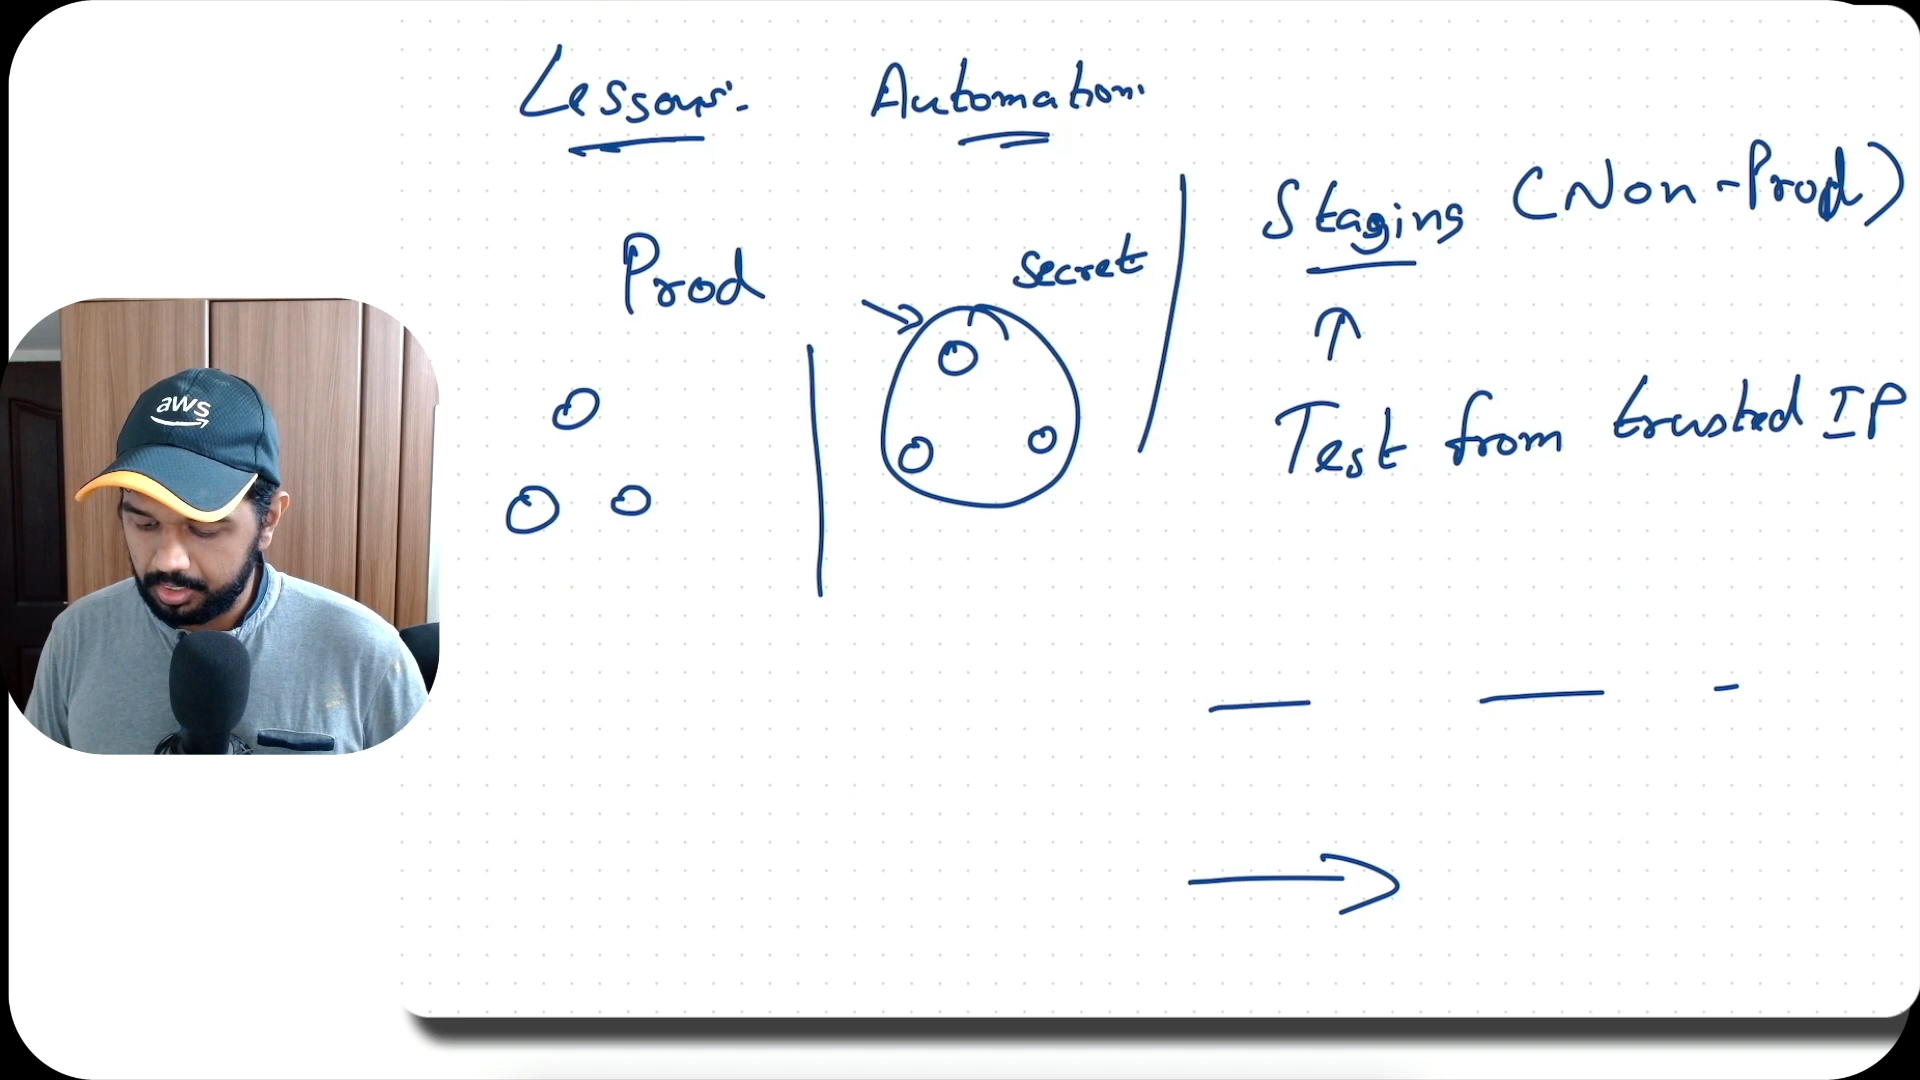 Lessons:- Automation.
Staging (Non-Prod)
Prod
secret
Test from trusted IP
aws